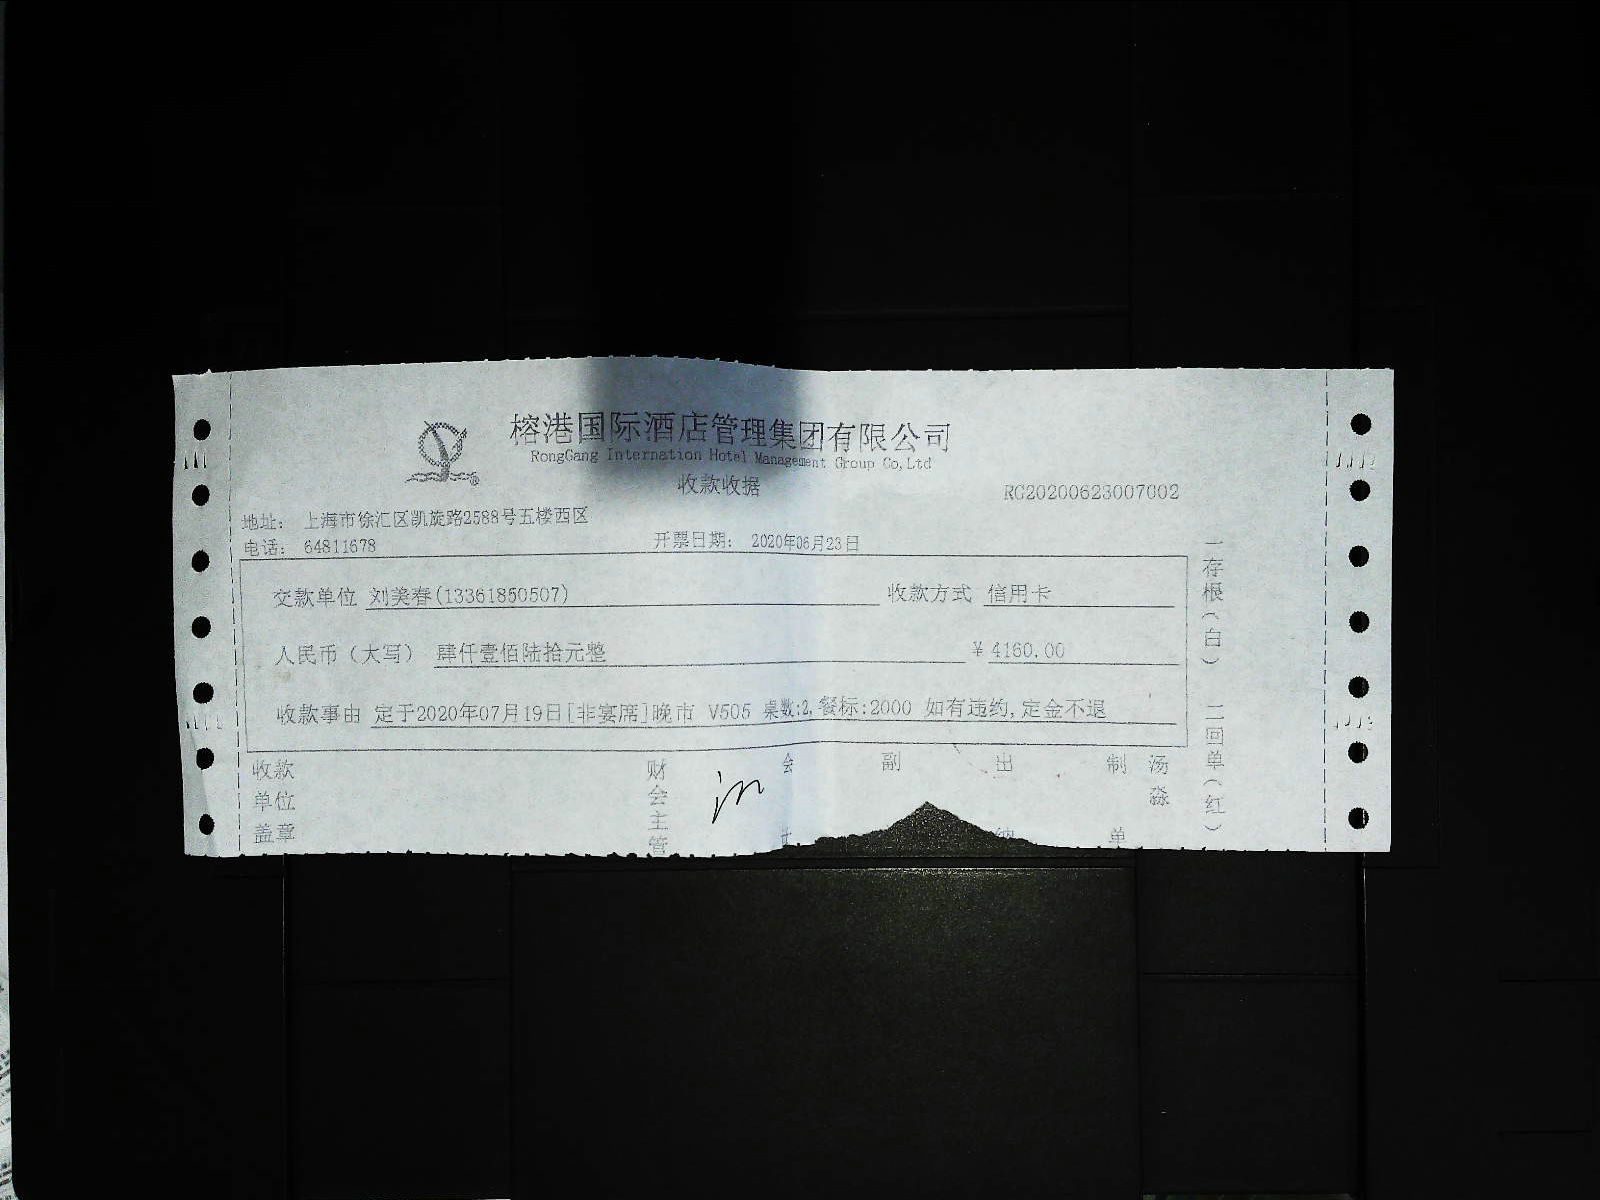 榕港国际酒店管理集团有限公司
RongGang Internation Hotel Management Group Co,Ltd
收款收据
RC20200623007002
地址： 上海市徐汇区凯旋路2588号五楼西区
电话： 64811678 开票日期： 2020年06月23日
交款单位 刘美春(13361850507) 收款方式 信用卡
人民币（大写） 肆仟壹佰陆拾元整 ￥4160.00
收款事由 定于2020年07月19日[非宴席]晚市 V505 桌数:2,餐标:2000 如有违约,定金不退
收款单位盖章 财会主管 会 副 出 制单 汤淼
一存根（白） 二回单（红）